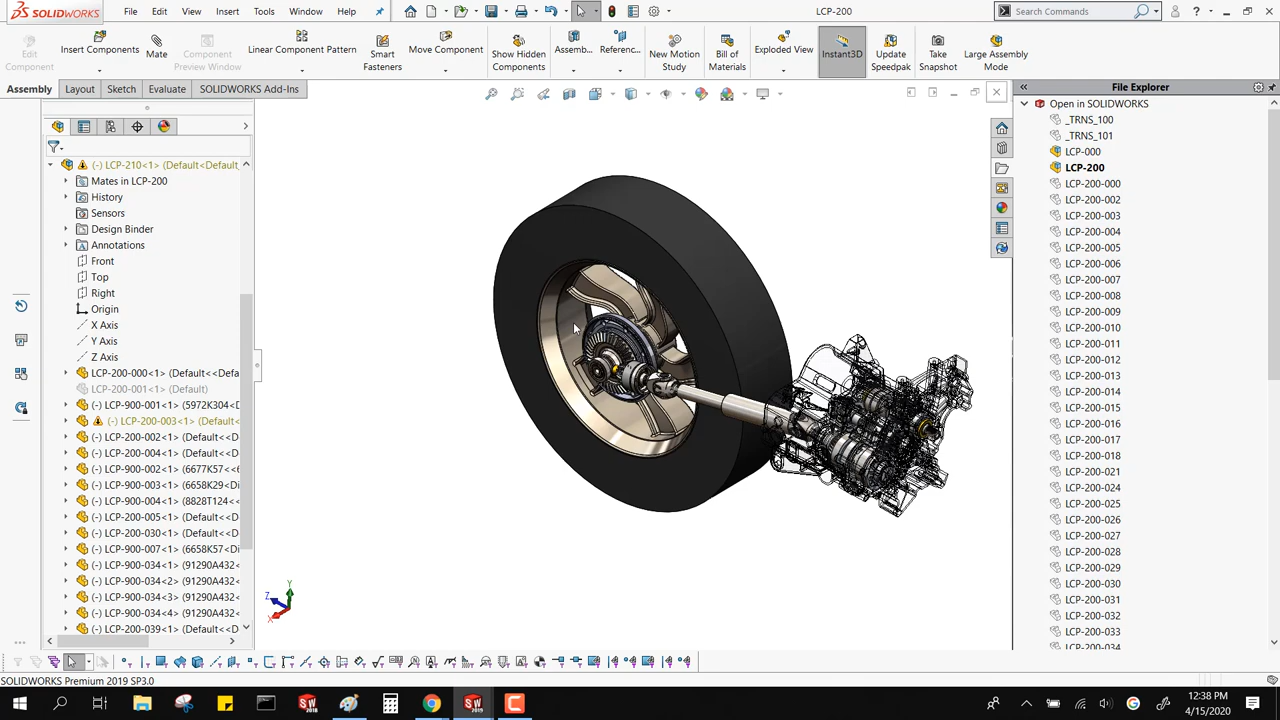 SOLIDWORKS File Edit View Insert Tools Window Help LCP-200 Search Commands
Edit Component
Insert Components
Mate
Component Preview Window
Linear Component Pattern
Smart Fasteners
Move Component
Show Hidden Components
Assemb...
Referenc...
New Motion Study
Bill of Materials
Exploded View
Instant3D
Update Speedpak
Take Snapshot
Large Assembly Mode
Assembly Layout Sketch Evaluate SOLIDWORKS Add-Ins
(-) LCP-210<1> (Default<Default_
Mates in LCP-200
History
Sensors
Design Binder
Annotations
Front
Top
Right
Origin
X Axis
Y Axis
Z Axis
LCP-200-000<1> (Default<<Defa
(-) LCP-200-001<1> (Default)
(-) LCP-900-001<1> (5972K304<D
(-) LCP-200-003<1> (Default<
(-) LCP-200-002<1> (Default<<D
(-) LCP-200-004<1> (Default<<D
(-) LCP-900-002<1> (6677K57<<6
(-) LCP-900-003<1> (6658K29<Di
(-) LCP-900-004<1> (8828T124<<
(-) LCP-200-005<1> (Default<<D
(-) LCP-200-030<1> (Default<<D
(-) LCP-900-007<1> (6658K57<Di
(-) LCP-900-034<1> (91290A432<
(-) LCP-900-034<2> (91290A432<
(-) LCP-900-034<3> (91290A432<
(-) LCP-900-034<4> (91290A432<
(-) LCP-200-039<1> (Default<<D
Y
Z
X
File Explorer
Open in SOLIDWORKS
_TRNS_100
_TRNS_101
LCP-000
LCP-200
LCP-200-000
LCP-200-002
LCP-200-003
LCP-200-004
LCP-200-005
LCP-200-006
LCP-200-007
LCP-200-008
LCP-200-009
LCP-200-010
LCP-200-011
LCP-200-012
LCP-200-013
LCP-200-014
LCP-200-015
LCP-200-016
LCP-200-017
LCP-200-018
LCP-200-021
LCP-200-024
LCP-200-025
LCP-200-026
LCP-200-027
LCP-200-028
LCP-200-029
LCP-200-030
LCP-200-031
LCP-200-032
LCP-200-033
LCP-200-034
SOLIDWORKS Premium 2019 SP3.0
12:38 PM
4/15/2020